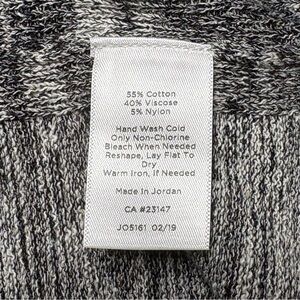 55% Cotton
40% Viscose
5% Nylon
Hand Wash Cold
Only Non-Chlorine
Bleach When Needed
Reshape, Lay Flat To
Dry
Warm Iron, If Needed
Made In Jordan
CA #23147
JO5161 02/19